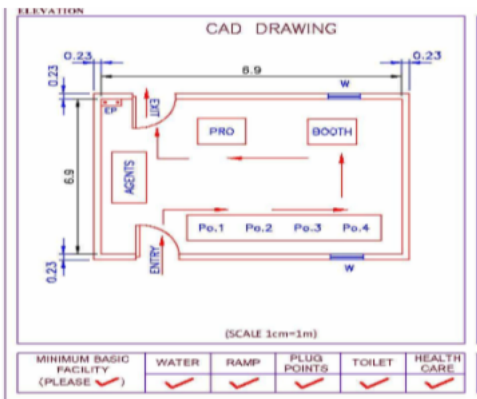 ELEVATION
CAD DRAWING
0.23
6.9
0.23
0.23
EP
EXIT
W
PRO
BOOTH
6.9
AGENTS
Po.1 Po.2 Po.3 Po.4
0.23
ENTRY
W
(SCALE 1cm=1m)
MINIMUM BASIC FACILITY (PLEASE ✓)
WATER
RAMP
PLUG POINTS
TOILET
HEALTH CARE